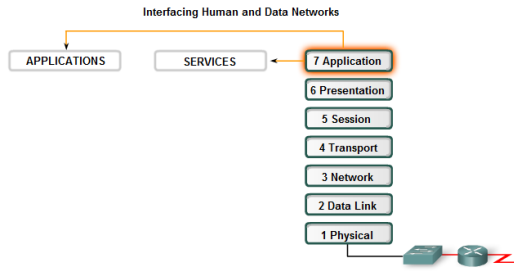 Interfacing Human and Data Networks
APPLICATIONS
SERVICES
7 Application
6 Presentation
5 Session
4 Transport
3 Network
2 Data Link
1 Physical